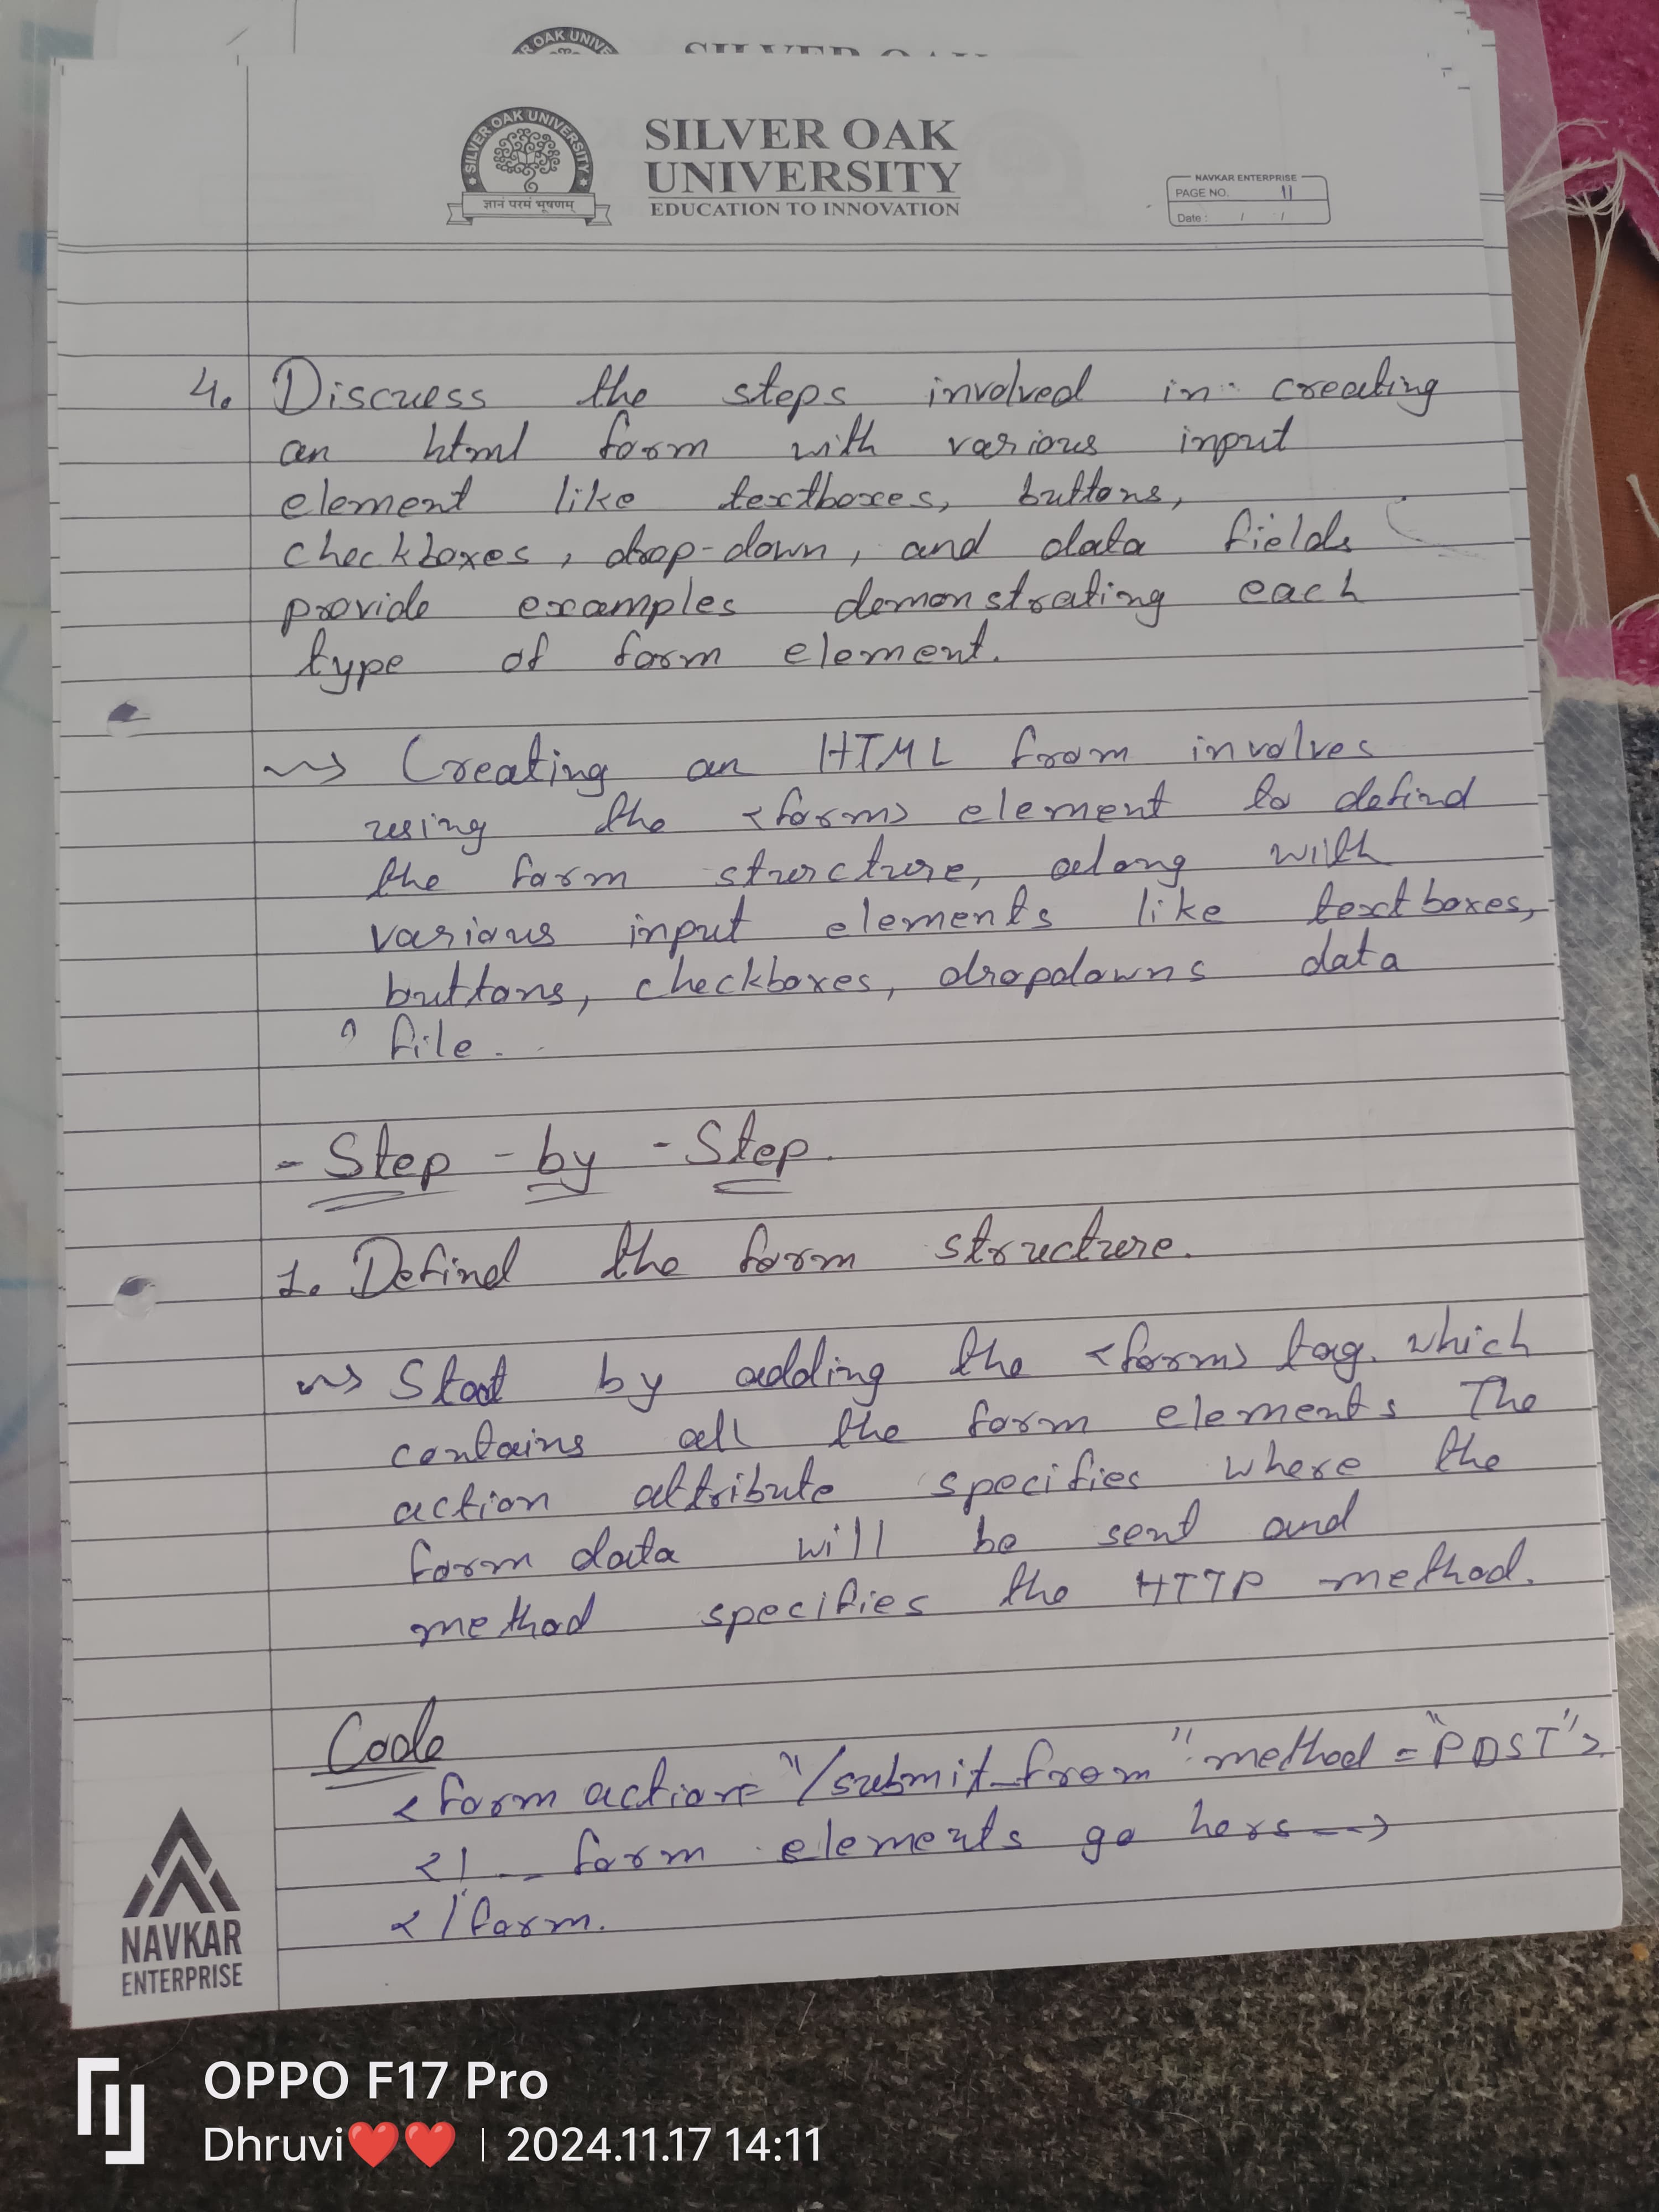 R OAK UNIVE
SILVER OAK UNIVERSITY
ज्ञानं परमं भूषणम्
SILVER OAK
UNIVERSITY
EDUCATION TO INNOVATION
NAVKAR ENTERPRISE
PAGE NO. 11
Date : / /
4. Discuess the steps involved in creating
an html form with various input
element like textboxes, buttons,
checkboxes, drop-down, and data fields
provide examples demonstrating each
type of form element.
~> Creating an HTML from involves
using the <form> element to defind
the form sturcture, along with
various input elements like textboxes,
buttons, checkboxes, dropdowns data
file.
- Step - by - Step.
1. Defind the form structure.
~> Start by adding the <form> tag. which
contains all the form elements The
action attribute specifies where the
form data will be sent and
method specifies the HTTP method.
Code
<form action= "/submit_from" method = "POST">
<! -- form elements go hers -->
</form.
NAVKAR
ENTERPRISE
OPPO F17 Pro
Dhruvi❤️❤️ | 2024.11.17 14:11